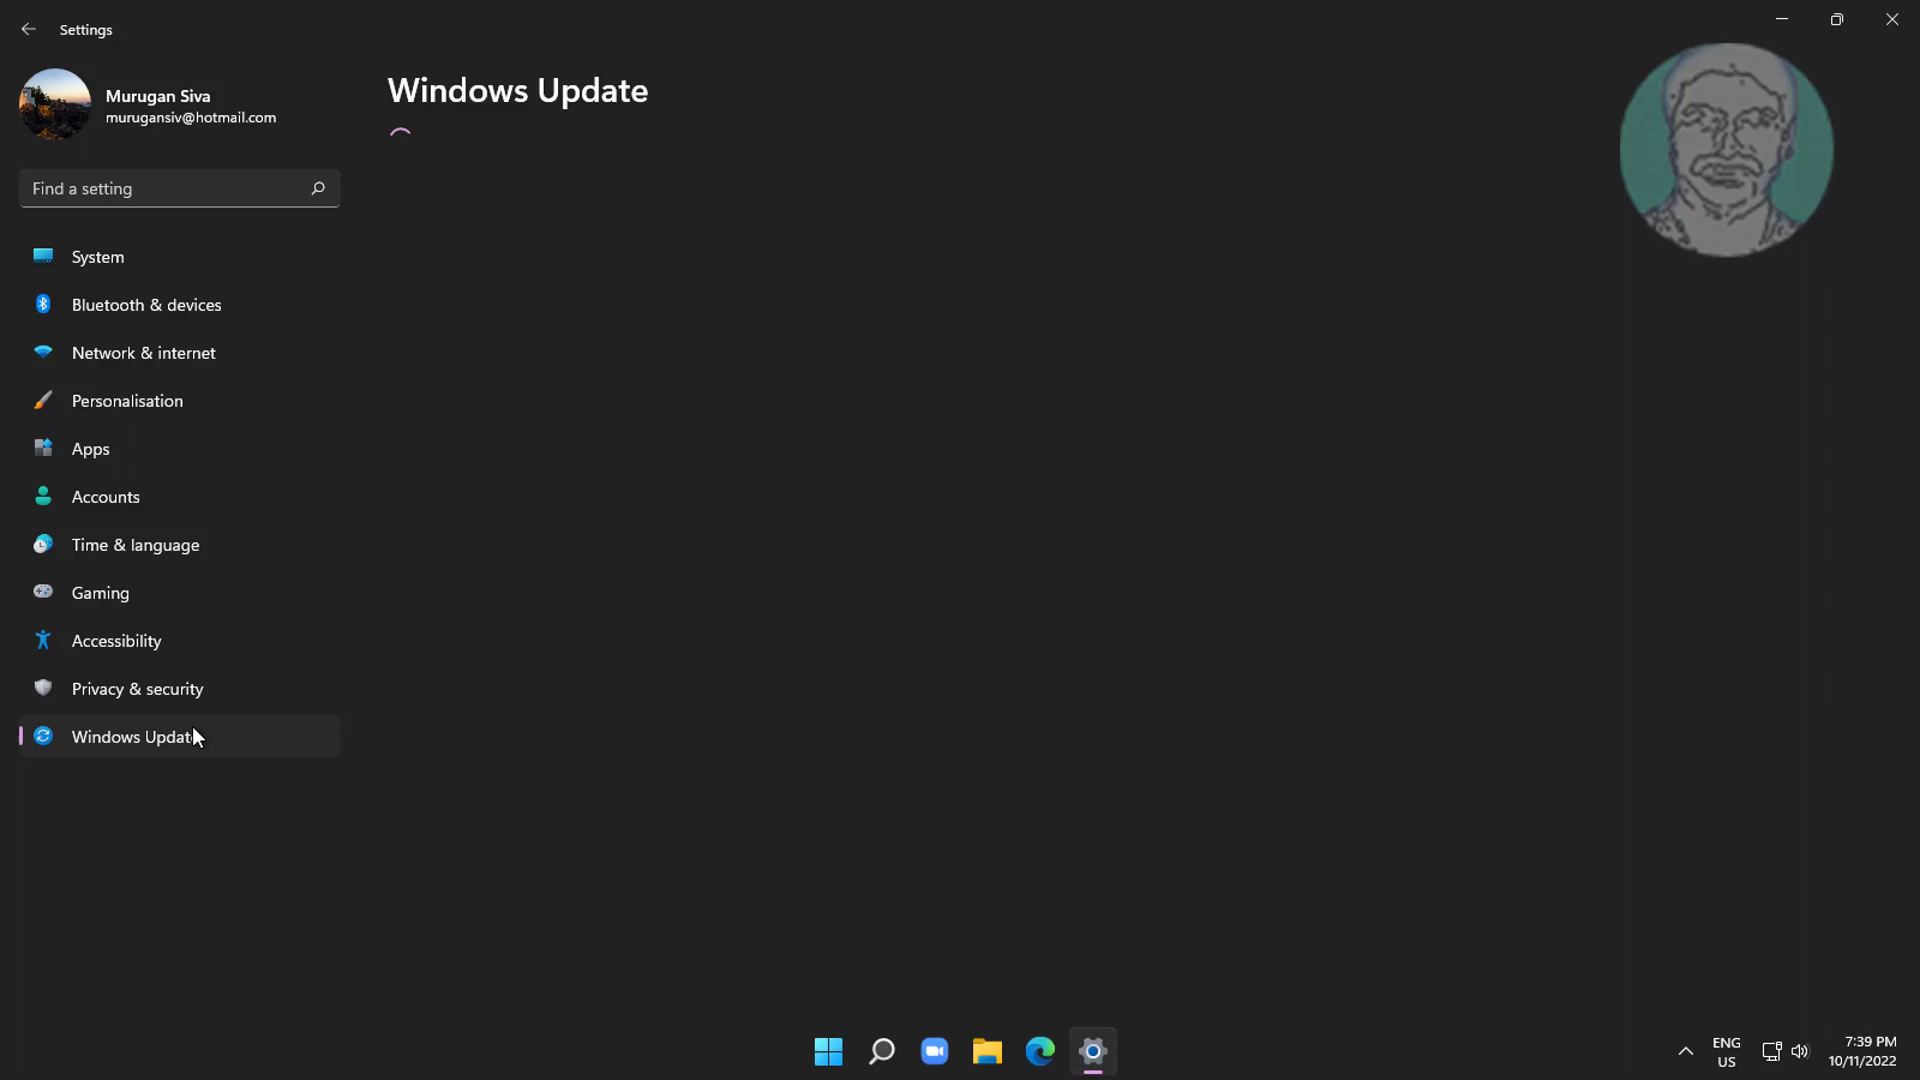 Settings
Murugan Siva
murugansiv@hotmail.com
Windows Update
Find a setting
System
Bluetooth & devices
Network & internet
Personalisation
Apps
Accounts
Time & language
Gaming
Accessibility
Privacy & security
Windows Update
ENG
US
7:39 PM
10/11/2022